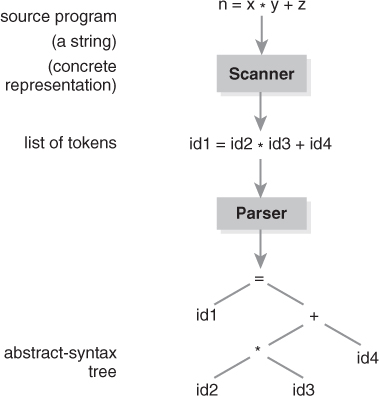 n = x * y + z
source program
(a string)
(concrete
representation)
Scanner
list of tokens
id1 = id2 * id3 + id4
Parser
=
id1
+
abstract-syntax
tree
*
id4
id2
id3